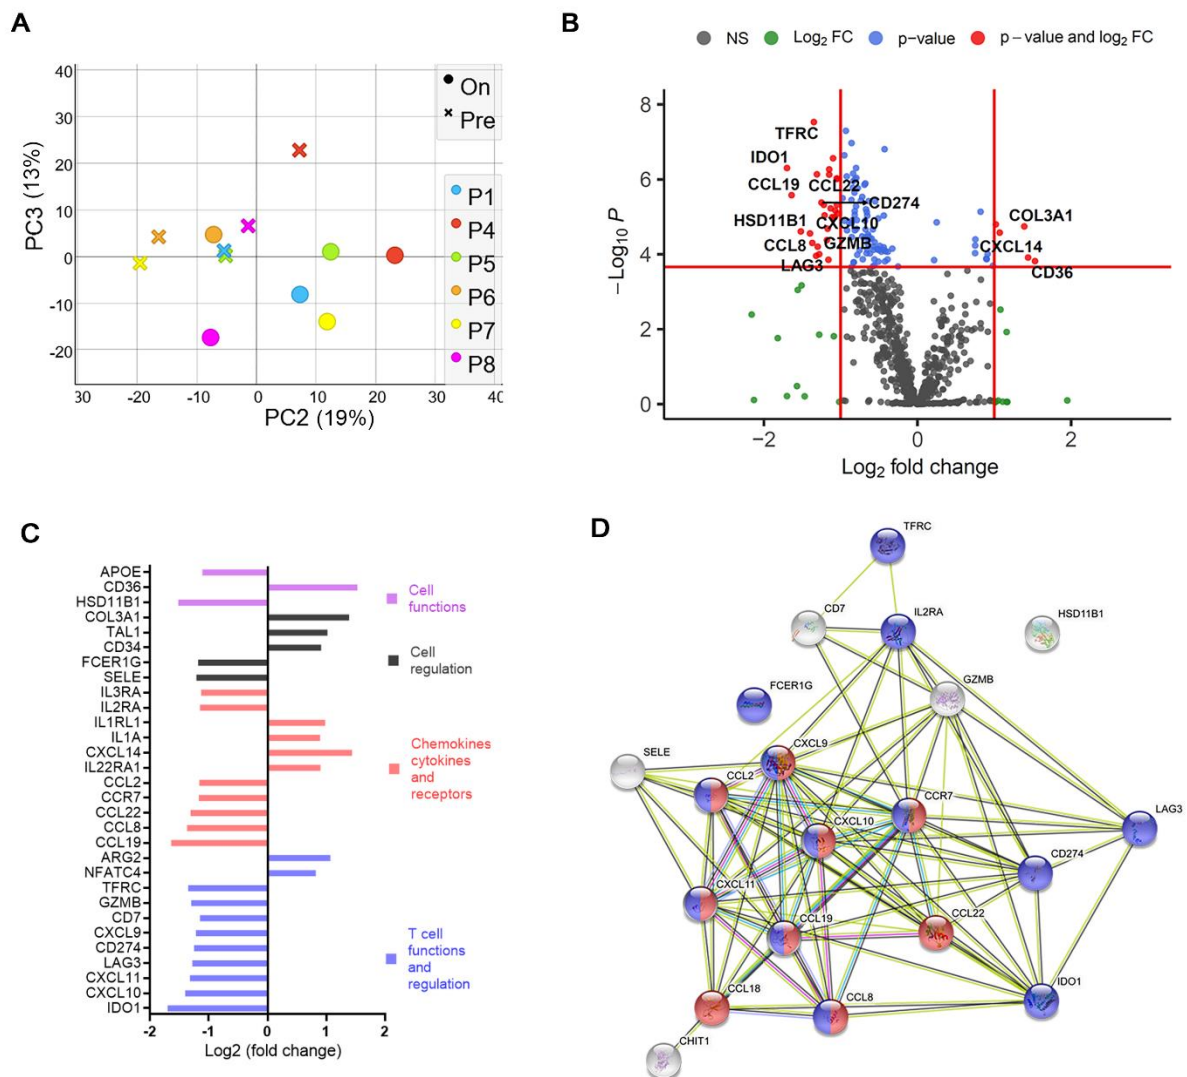 A
PC3 (13%)
40
30
20
10
0
-10
-20
30
-20
-10
0
10
20
30
40
PC2 (19%)
On
Pre
P1
P4
P5
P6
P7
P8
B
NS
Log2 FC
p−value
p − value and log2 FC
−Log10 P
8
6
4
2
0
−2
0
2
Log2 fold change
TFRC
IDO1
CCL19
CCL22
CD274
HSD11B1
CXCL10
CCL8
GZMB
LAG3
COL3A1
CXCL14
CD36
C
APOE
CD36
HSD11B1
COL3A1
TAL1
CD34
FCER1G
SELE
IL3RA
IL2RA
IL1RL1
IL1A
CXCL14
IL22RA1
CCL2
CCR7
CCL22
CCL8
CCL19
ARG2
NFATC4
TFRC
GZMB
CD7
CXCL9
CD274
LAG3
CXCL11
CXCL10
IDO1
-2
-1
0
1
2
Log2 (fold change)
Cell
functions
Cell
regulation
Chemokines
cytokines
and
receptors
T cell
functions
and
regulation
D
TFRC
CD7
IL2RA
HSD11B1
GZMB
FCER1G
SELE
CXCL9
CCL2
CCR7
LAG3
CXCL10
CD274
CXCL11
CCL19
CCL22
CCL18
CCL8
IDO1
CHIT1